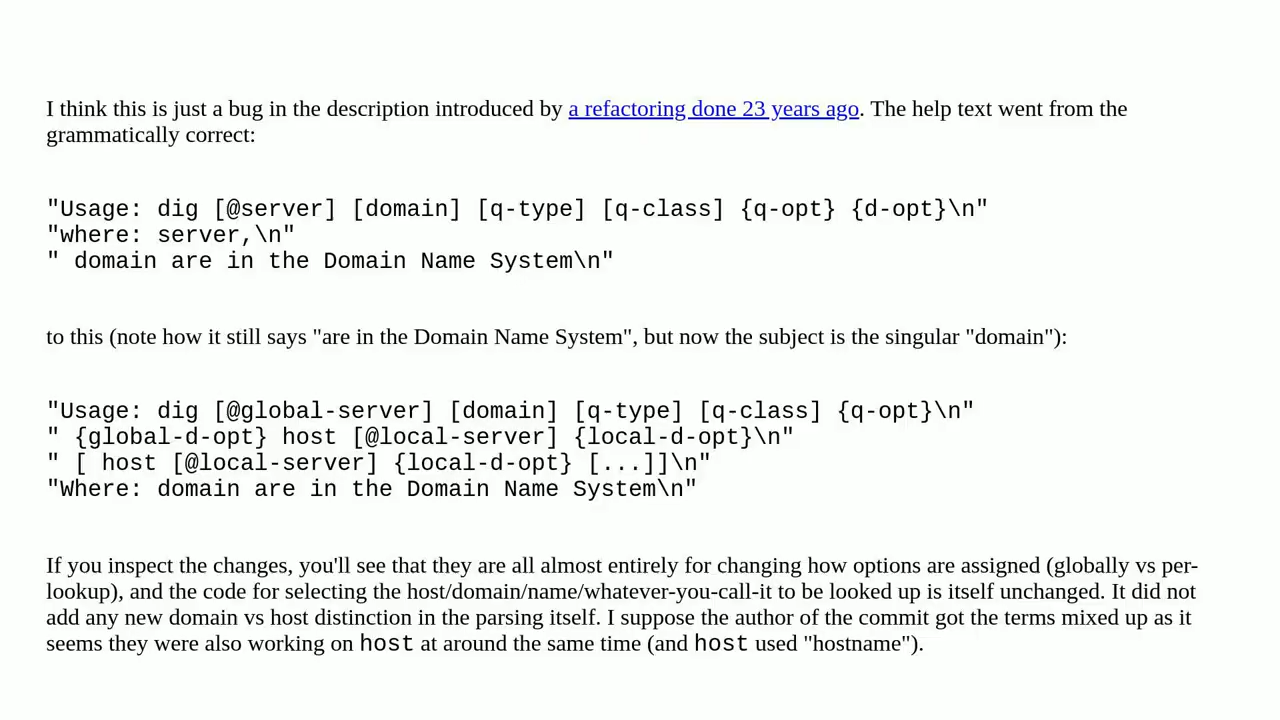 I think this is just a bug in the description introduced by a refactoring done 23 years ago. The help text went from the
grammatically correct:
"Usage: dig [@server] [domain] [q-type] [q-class] {q-opt} {d-opt}\n"
"where: server,\n"
" domain are in the Domain Name System\n"
to this (note how it still says "are in the Domain Name System", but now the subject is the singular "domain"):
"Usage: dig [@global-server] [domain] [q-type] [q-class] {q-opt}\n"
" {global-d-opt} host [@local-server] {local-d-opt}\n"
" [ host [@local-server] {local-d-opt} [...]]\n"
"Where: domain are in the Domain Name System\n"
If you inspect the changes, you'll see that they are all almost entirely for changing how options are assigned (globally vs per-
lookup), and the code for selecting the host/domain/name/whatever-you-call-it to be looked up is itself unchanged. It did not
add any new domain vs host distinction in the parsing itself. I suppose the author of the commit got the terms mixed up as it
seems they were also working on host at around the same time (and host used "hostname").